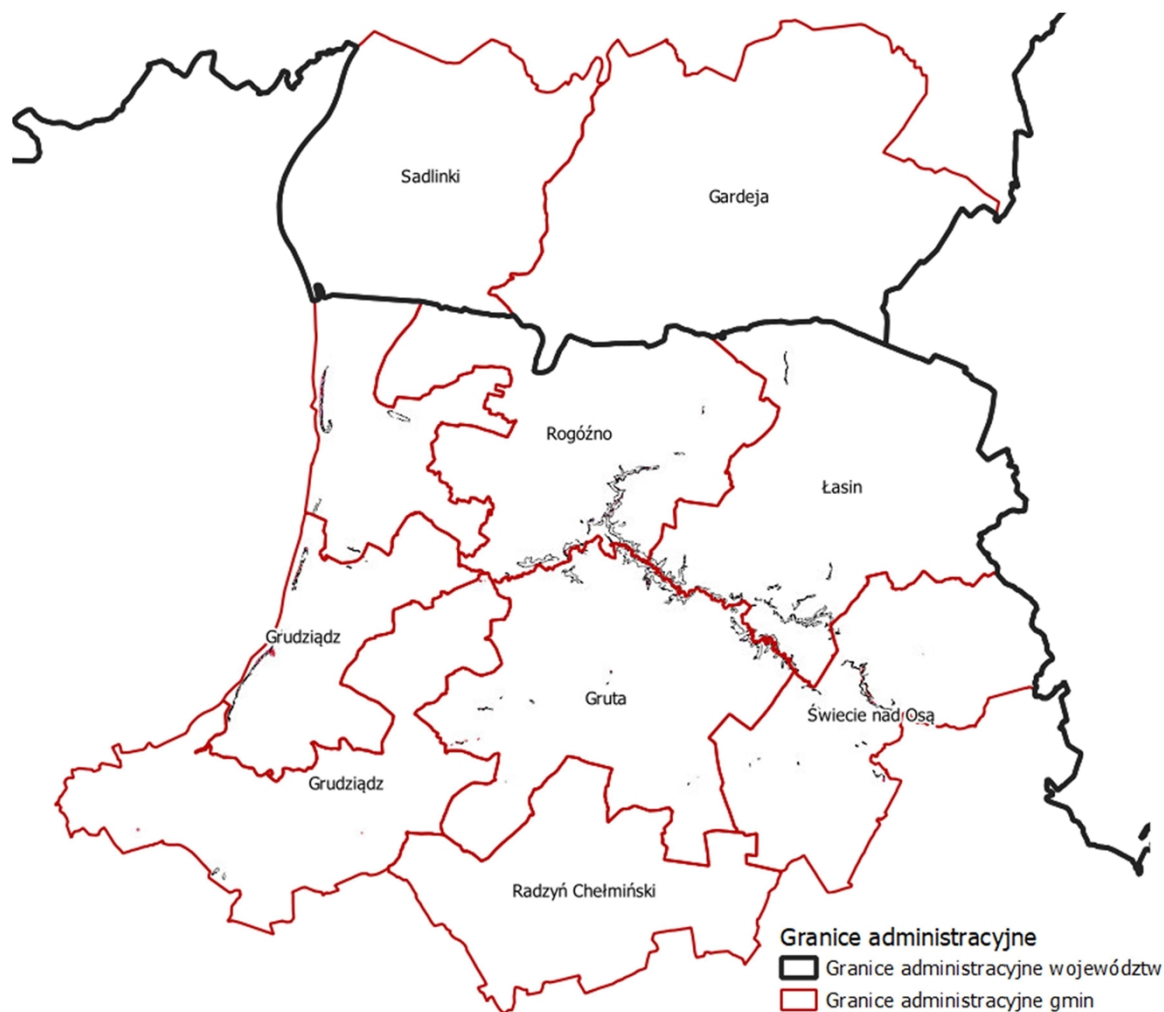 Sadlinki
Gardeja
Rogóźno
Łasin
Grudziądz
Gruta
Świecie nad Osą
Grudziądz
Radzyń Chełmiński
Granice administracyjne
Granice administracyjne województw
Granice administracyjne gmin